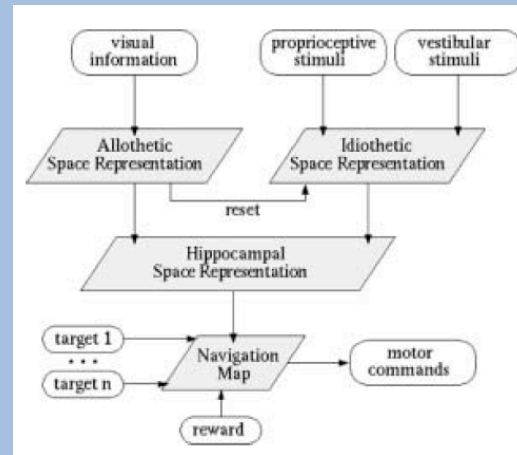 visual
information
proprioceptive
stimuli
vestibular
stimuli
Allothetic
Space Representation
Idiothetic
Space Representation
reset
Hippocampal
Space Representation
target 1
• • •
target n
Navigation
Map
motor
commands
reward